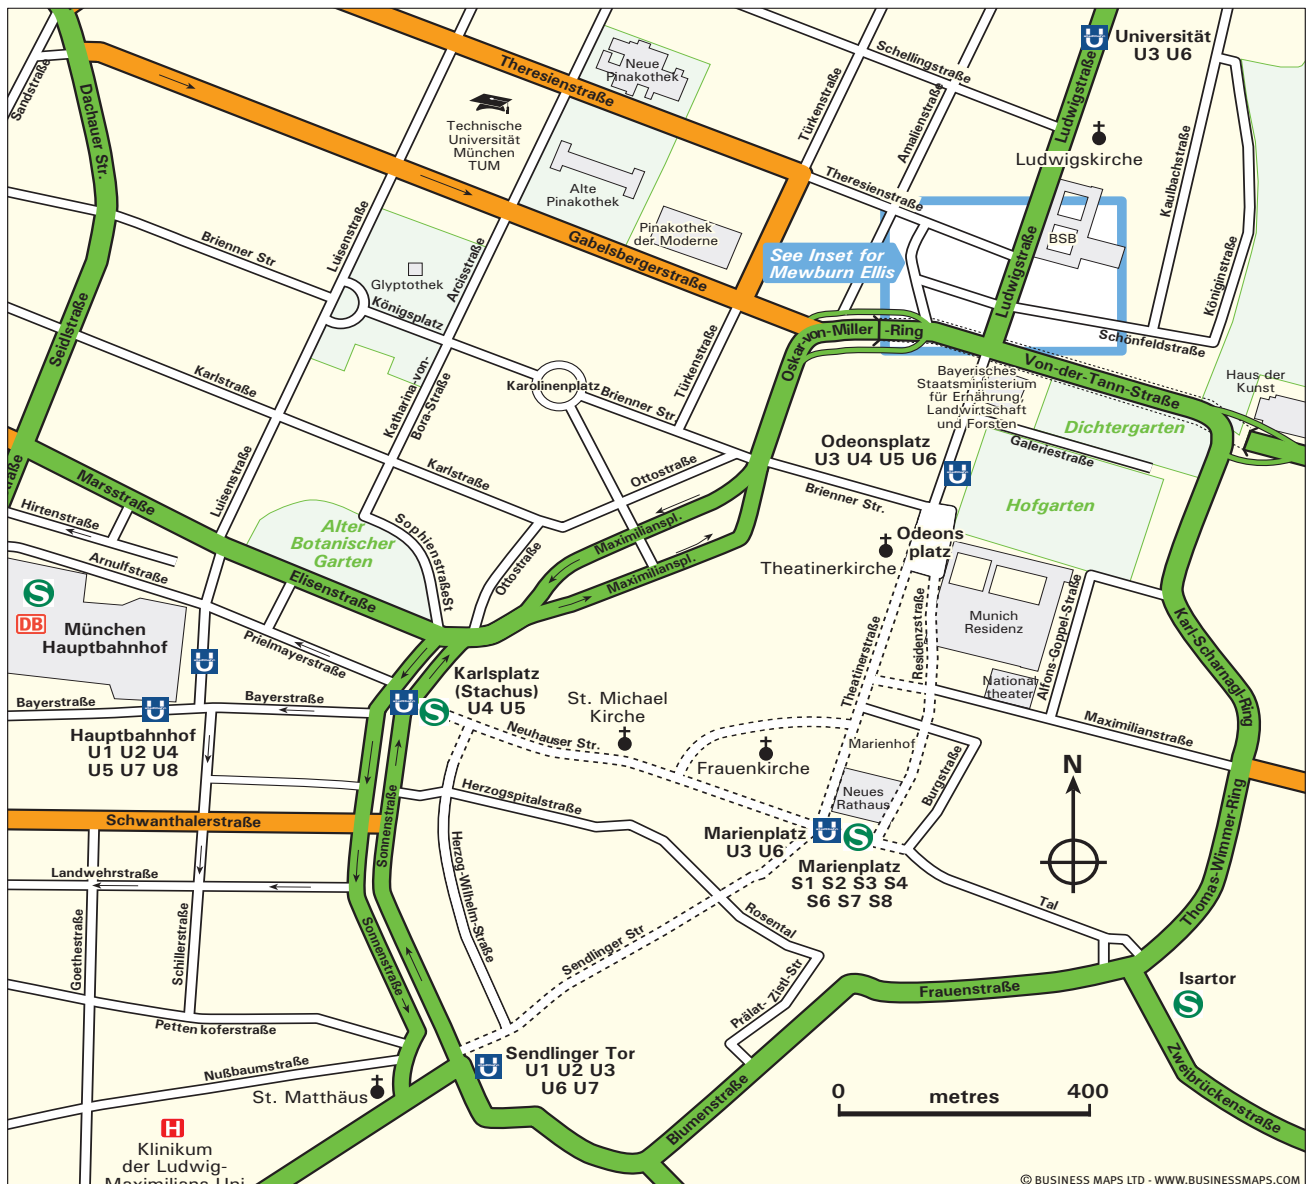 Universität
U3 U6
Schellingstraße
Theresienstraße
Neue
Pinakothek
Sandstraße
Dachauer Str.
Technische
Universität
München
TUM
Türkenstraße
Amalienstraße
Ludwigstraße
Ludwigskirche
Kaulbachstraße
Alte
Pinakothek
Theresienstraße
Pinakothek
der Moderne
BSB
Luisenstraße
Brienner Str
Arcisstraße
Gabelsbergerstraße
See Inset for
Mewburn Ellis
Ludwigstraße
Königinstraße
Glyptothek
Königsplatz
Seidlstraße
Türkenstraße
Oskar-von-Miller -Ring
Schönfeldstraße
Karlstraße
Katharina-von-
Bora-Straße
Karolinenplatz
Brienner Str.
Bayerisches
Staatsministerium
für Ernährung,
Landwirtschaft
und Forsten
Von-der-Tann-Straße
Haus der
Kunst
Dichtergarten
Galeriestraße
Odeonsplatz
U3 U4 U5 U6
U
Marsstraße
raße
Luisenstraße
Karlstraße
Ottostraße
Brienner Str.
Hofgarten
Hirtenstraße
Alter
Botanischer
Garten
Sophienstraße
St
Ottostraße
Maximilianspl.
Maximilianspl.
Odeons
platz
Theatinerkirche
Arnulfstraße
Elisenstraße
S
DB
München
Hauptbahnhof
Prielmayerstraße
Munich
Residenz
Residenzstraße
Theatinerstraße
Alfons-Goppel-Straße
Karl-Scharnagl-Ring
National
theater
U
Bayerstraße
U
Bayerstraße
U
S
Karlsplatz
(Stachus)
U4 U5
St. Michael
Kirche
Neuhauser Str.
Maximilianstraße
Hauptbahnhof
U1 U2 U4
U5 U7 U8
Frauenkirche
Marienhof
Burgstraße
N
Herzogspitalstraße
Neues
Rathaus
Schwanthalerstraße
Sonnenstraße
Marienplatz
U3 U6
U
S
Marienplatz
S1 S2 S3 S4
S6 S7 S8
Thomas-Wimmer-Ring
Landwehrstraße
Herzog-Wilhelm-Straße
Tal
Goethestraße
Schillerstraße
Sonnenstraße
Sendlinger Str
Rosental
Prälat- Zistl-Str
Isartor
S
Frauenstraße
Petten koferstraße
Nußbaumstraße
St. Matthäus
U
Sendlinger Tor
U1 U2 U3
U6 U7
Blumenstraße
Zweibrückenstraße
0 metres 400
H
Klinikum
der Ludwig-
Maximilians Uni
© BUSINESS MAPS LTD - WWW.BUSINESSMAPS.COM